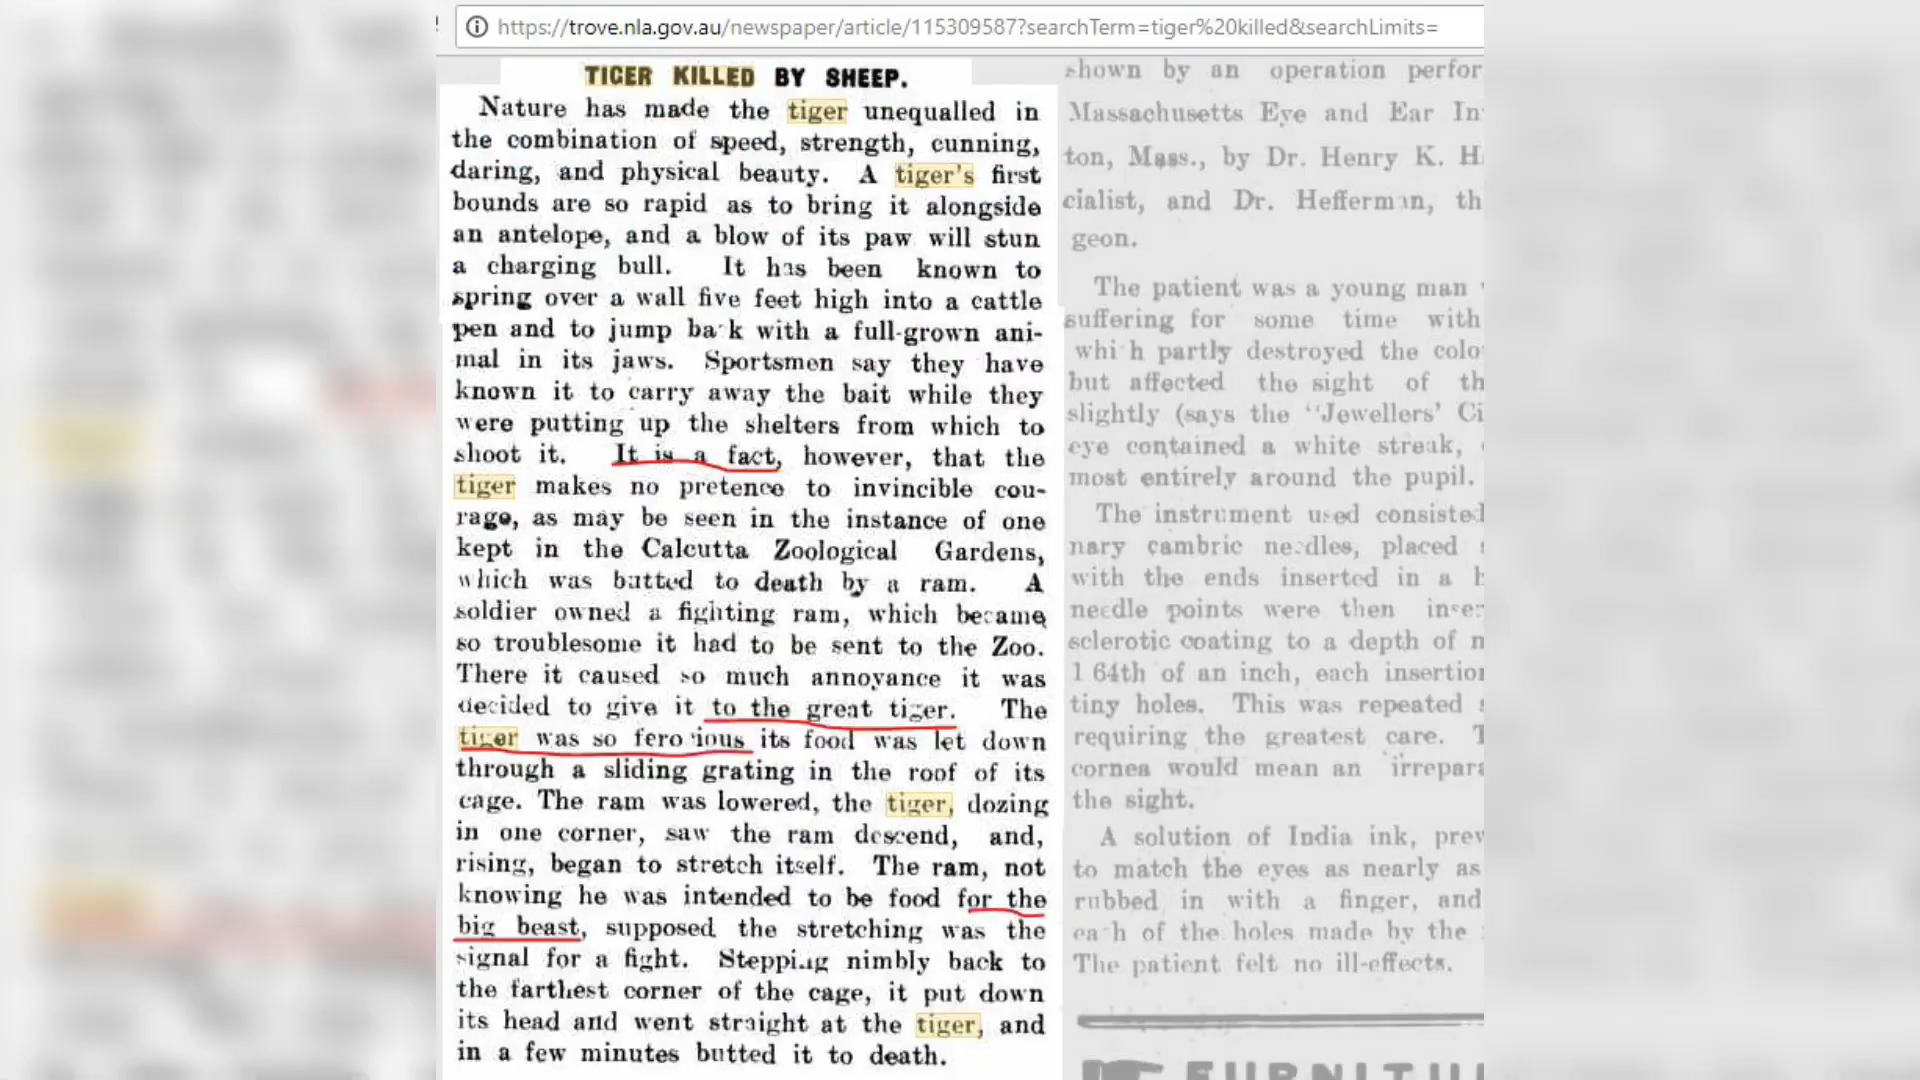 https://trove.nla.gov.au/newspaper/article/115309587?searchTerm=tiger%20killed&searchLimits=
TIGER KILLED BY SHEEP.
Nature has made the tiger unequalled in
the combination of speed, strength, cunning,
daring, and physical beauty. A tiger's first
bounds are so rapid as to bring it alongside
an antelope, and a blow of its paw will stun
a charging bull. It has been known to
spring over a wall five feet high into a cattle
pen and to jump ba k with a full-grown ani-
mal in its jaws. Sportsmen say they have
known it to carry away the bait while they
were putting up the shelters from which to
shoot it. It is a fact, however, that the
tiger makes no pretence to invincible cou-
rage, as may be seen in the instance of one
kept in the Calcutta Zoological Gardens,
which was butted to death by a ram. A
soldier owned a fighting ram, which became
so troublesome it had to be sent to the Zoo.
There it caused so much annoyance it was
decided to give it to the great tiger. The
tiger was so fero ious its food was let down
through a sliding grating in the roof of its
cage. The ram was lowered, the tiger, dozing
in one corner, saw the ram descend, and,
rising, began to stretch itself. The ram, not
knowing he was intended to be food for the
big beast, supposed the stretching was the
signal for a fight. Stepping nimbly back to
the farthest corner of the cage, it put down
its head and went straight at the tiger, and
in a few minutes butted it to death.
shown by an operation perfor
Massachusetts Eye and Ear In
ton, Mass., by Dr. Henry K. H
cialist, and Dr. Hefferman, th
geon.
The patient was a young man
suffering for some time with
whi h partly destroyed the colo
but affected the sight of th
slightly (says the "Jewellers' Ci
eye contained a white streak,
most entirely around the pupil.
The instrument used consisted
nary cambric needles, placed
with the ends inserted in a h
needle points were then inser
sclerotic coating to a depth of
1 64th of an inch, each insertion
tiny holes. This was repeated
requiring the greatest care. T
cornea would mean an irrepara
the sight.
A solution of India ink, prev
to match the eyes as nearly as
rubbed in with a finger, and
ea h of the holes made by the
The patient felt no ill-effects.
FURNITU